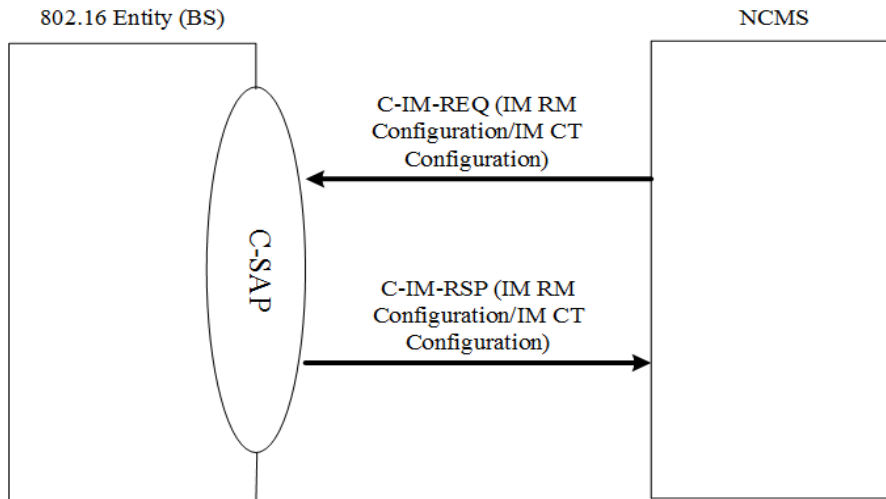 802.16 Entity (BS)
NCMS
C-IM-REQ (IM RM
Configuration/IM CT
Configuration)
C-SAP
C-IM-RSP (IM RM
Configuration/IM CT
Configuration)